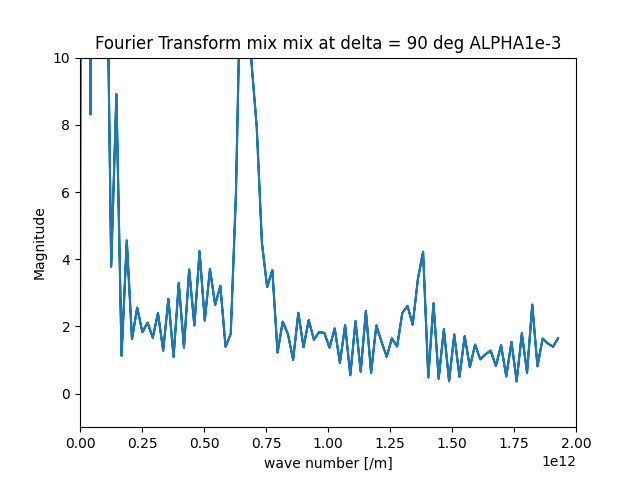 Fourier Transform mix mix at delta = 90 deg ALPHA1e-3
10
8
6
4
2
0
Magnitude
0.00 0.25 0.50 0.75 1.00 1.25 1.50 1.75 2.00
wave number [/m]
1e12